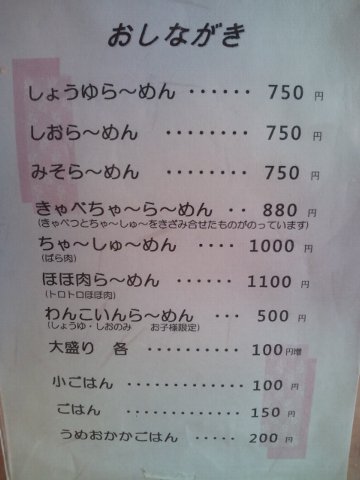 おしながき
しょうゆら～めん ・・・・・・ 750 円
しおら～めん ・・・・・・・・ 750 円
みそら～めん ・・・・・・・・ 750 円
きゃべちゃ～ら～めん ・・ 880 円
(きゃべつとちゃ～しゅ～をきざみ合せたものがのっています)
ちゃ～しゅ～めん ・・・・ 1000 円
(ばら肉)
ほほ肉ら～めん ・・・・ 1100 円
(トロトロほほ肉)
わんこいんら～めん ・・・ 500 円
(しょうゆ・しおのみ お子様限定)
大盛り 各 ・・・・・・・・・・ 100円増
小ごはん ・・・・・・・・・・・ 100 円
ごはん ・・・・・・・・・・・ 150 円
うめおかかごはん ・・・・・ 200 円